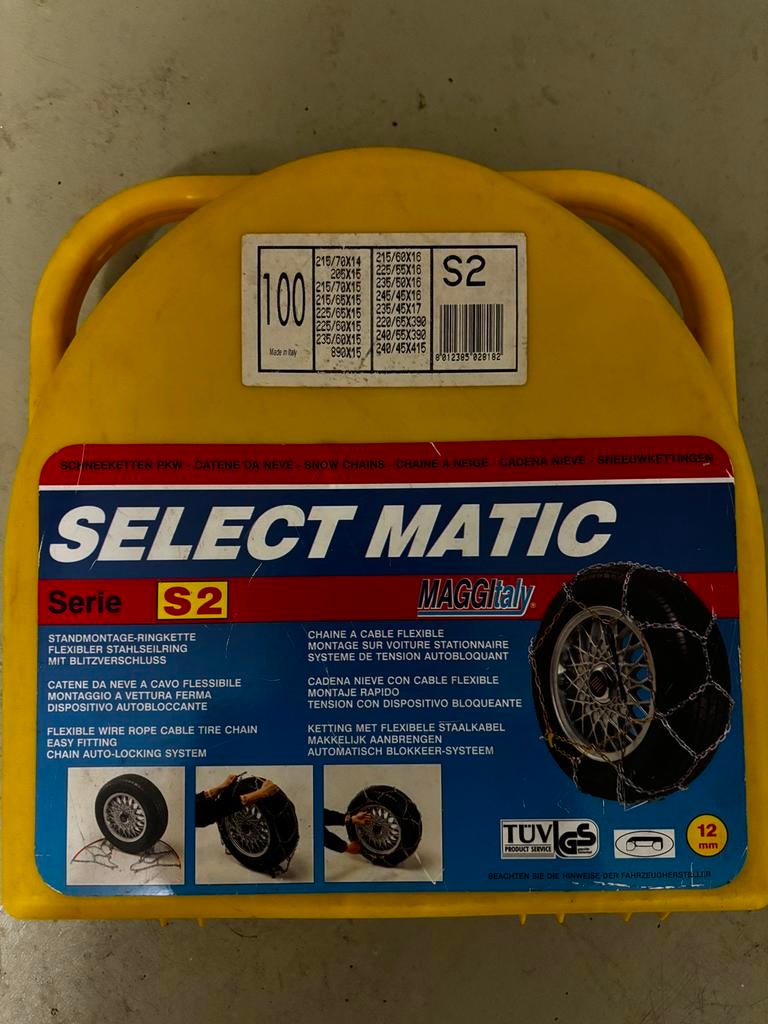 100
Made in Italy
215/70X14
205X15
215/70X15
215/65X15
225/65X15
225/60X15
235/60X15
890X15
215/60X16
225/55X16
235/50X16
245/45X16
235/45X17
220/65X390
240/55X390
240/45X415
S2
8 012385 028182
SCHNEEKETTEN PKW - CATENE DA NEVE - SNOW CHAINS - CHAINE A NEIGE - CADENA NIEVE - SNEEUWKETTINGEN
SELECT MATIC
Serie S2
MAGGItaly®
STANDMONTAGE-RINGKETTE
FLEXIBLER STAHLSEILRING
MIT BLITZVERSCHLUSS
CATENE DA NEVE A CAVO FLESSIBILE
MONTAGGIO A VETTURA FERMA
DISPOSITIVO AUTOBLOCCANTE
FLEXIBLE WIRE ROPE CABLE TIRE CHAIN
EASY FITTING
CHAIN AUTO-LOCKING SYSTEM
CHAINE A CABLE FLEXIBLE
MONTAGE SUR VOITURE STATIONNAIRE
SYSTEME DE TENSION AUTOBLOQUANT
CADENA NIEVE CON CABLE FLEXIBLE
MONTAJE RAPIDO
TENSION CON DISPOSITIVO BLOQUEANTE
KETTING MET FLEXIBELE STAALKABEL
MAKKELIJK AANBRENGEN
AUTOMATISCH BLOKKEER-SYSTEEM
TÜV
PRODUCT SERVICE
GS
12
mm
BEACHTEN SIE DIE HINWEISE DER FAHRZEUGHERSTELLER